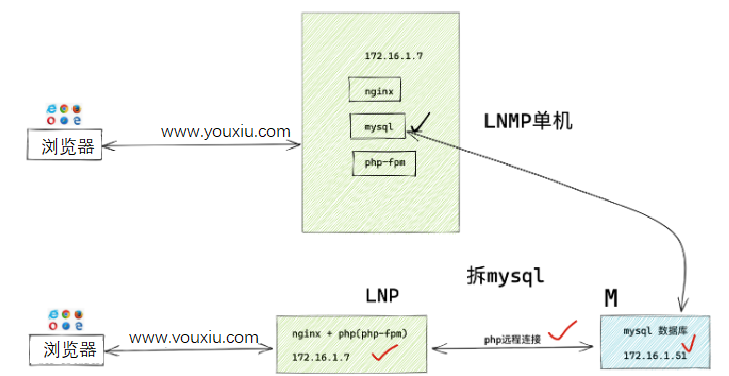 172.16.1.7
nginx
mysql
php-fpm
LNMP单机
www.youxiu.com
浏览器
拆mysql
LNP
M
www.youxiu.com
浏览器
nginx + php(php-fpm)
172.16.1.7
php远程连接
mysql 数据库
172.16.1.51